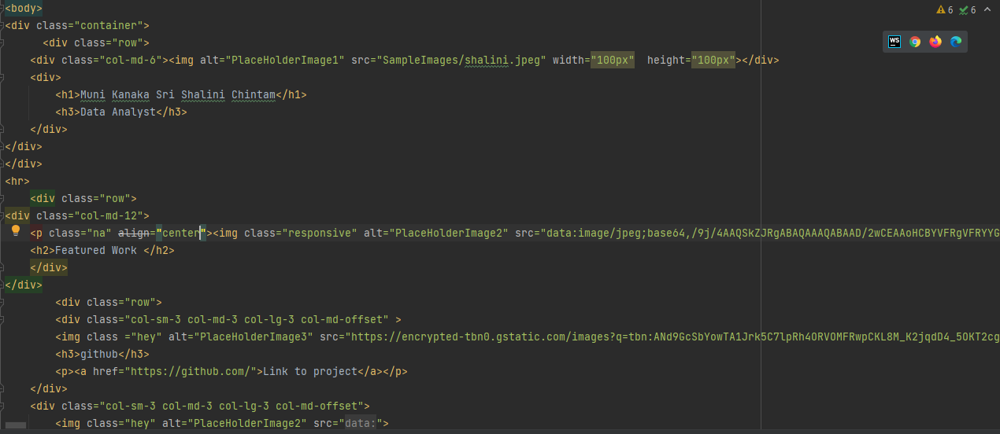 <body>
6 6
<div class="container">
<div class="row">
WS
<div class="col-md-6"><img alt="PlaceHolderImage1" src="SampleImages/shalini.jpeg" width="100px" height="100px"></div>
<div>
<h1>Muni Kanaka Sri Shalini Chintam</h1>
<h3>Data Analyst</h3>
</div>
</div>
</div>
<hr>
<div class="row">
<div class="col-md-12">
<p class="na" align="center"><img class="responsive" alt="PlaceHolderImage2" src="data:image/jpeg;base64,/9j/4AAQSkZJRgABAQAAAQABAAD/2wCEAAoHCBYVFRgVFRYYG
<h2>Featured Work </h2>
</div>
</div>
<div class="row">
<div class="col-sm-3 col-md-3 col-lg-3 col-md-offset" >
<img class ="hey" alt="PlaceHolderImage3" src="https://encrypted-tbn0.gstatic.com/images?q=tbn:ANd9GcSbYowTA1Jrk5C7lpRh4ORVOMFRwpCKL8M_K2jqdD4_5OKT2cg
<h3>github</h3>
<p><a href="https://github.com/">Link to project</a></p>
</div>
<div class="col-sm-3 col-md-3 col-lg-3 col-md-offset">
<img class="hey" alt="PlaceHolderImage2" src="data:">